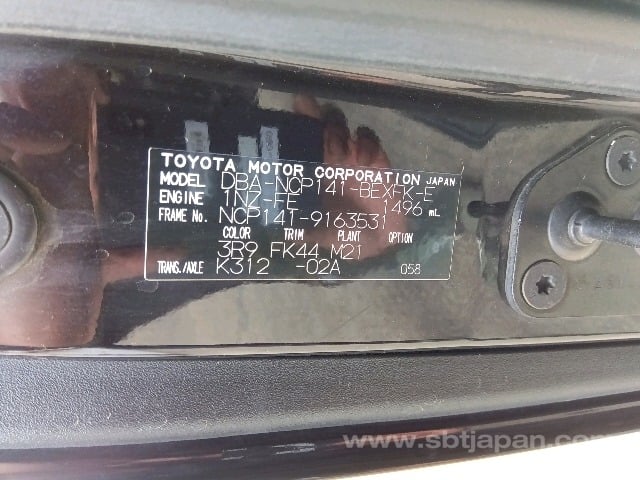 TOYOTA MOTOR CORPORATION JAPAN
MODEL DBA-NCP141-BEXFK-E
ENGINE 1NZ-FE 1496 mL
FRAME No. NCP141-9163531
COLOR TRIM PLANT OPTION
3R9 FK44 M21
TRANS./AXLE K312 -02A 058
www.sbtjapan.com